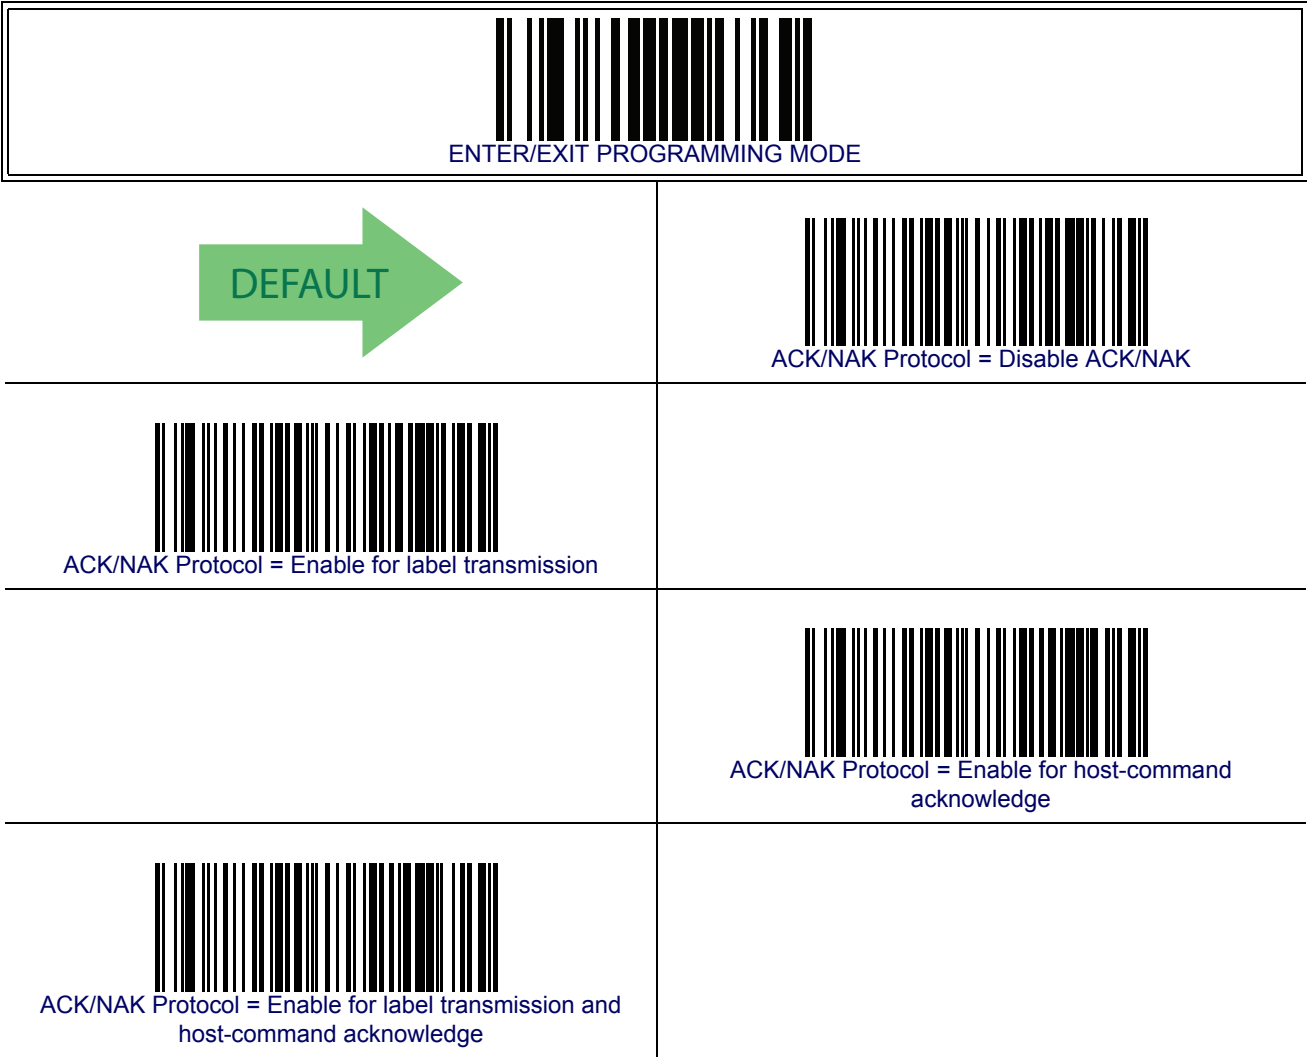 ENTER/EXIT PROGRAMMING MODE
DEFAULT
ACK/NAK Protocol = Disable ACK/NAK
ACK/NAK Protocol = Enable for label transmission
ACK/NAK Protocol = Enable for host-command
acknowledge
ACK/NAK Protocol = Enable for label transmission and
host-command acknowledge